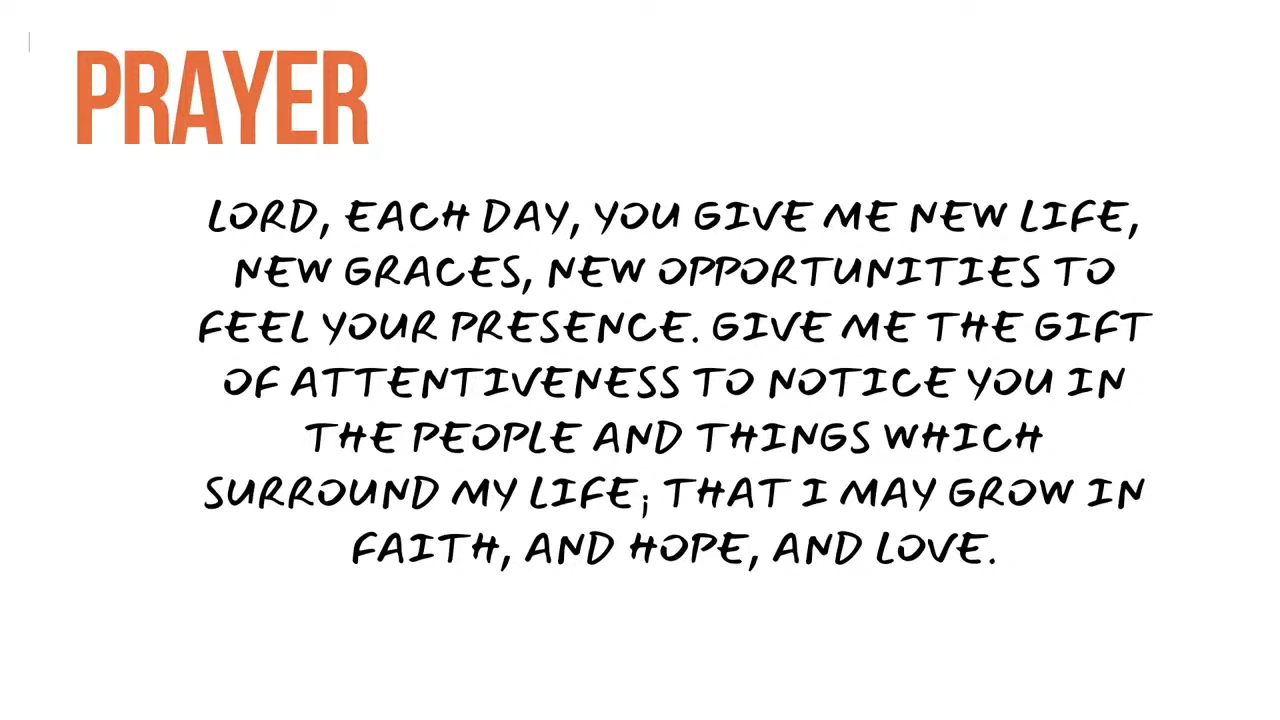 PRAYER
LORD, EACH DAY, YOU GIVE ME NEW LIFE,
NEW GRACES, NEW OPPORTUNITIES TO
FEEL YOUR PRESENCE. GIVE ME THE GIFT
OF ATTENTIVENESS TO NOTICE YOU IN
THE PEOPLE AND THINGS WHICH
SURROUND MY LIFE; THAT I MAY GROW IN
FAITH, AND HOPE, AND LOVE.